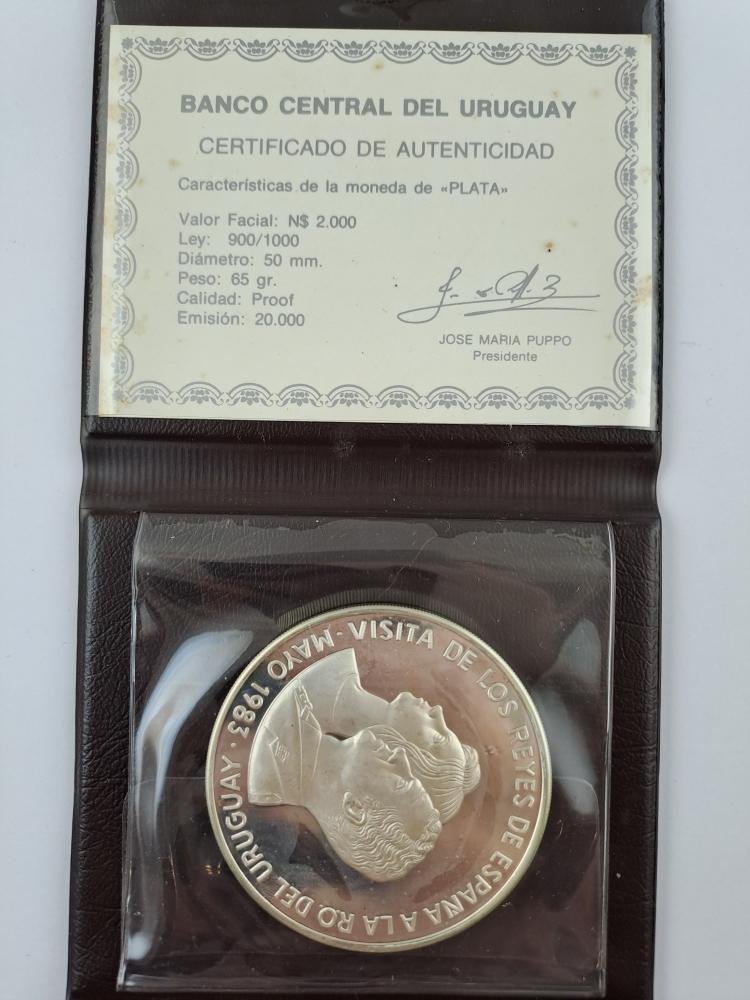 BANCO CENTRAL DEL URUGUAY
CERTIFICADO DE AUTENTICIDAD
Características de la moneda de «PLATA»
Valor Facial: N$ 2.000
Ley: 900/1000
Diámetro: 50 mm.
Peso: 65 gr.
Calidad: Proof
Emisión: 20.000
JOSE MARIA PUPPO
Presidente
VISITA DE LOS REYES DE ESPAÑA A LA R.O DEL URUGUAY · MAYO 1983 ·